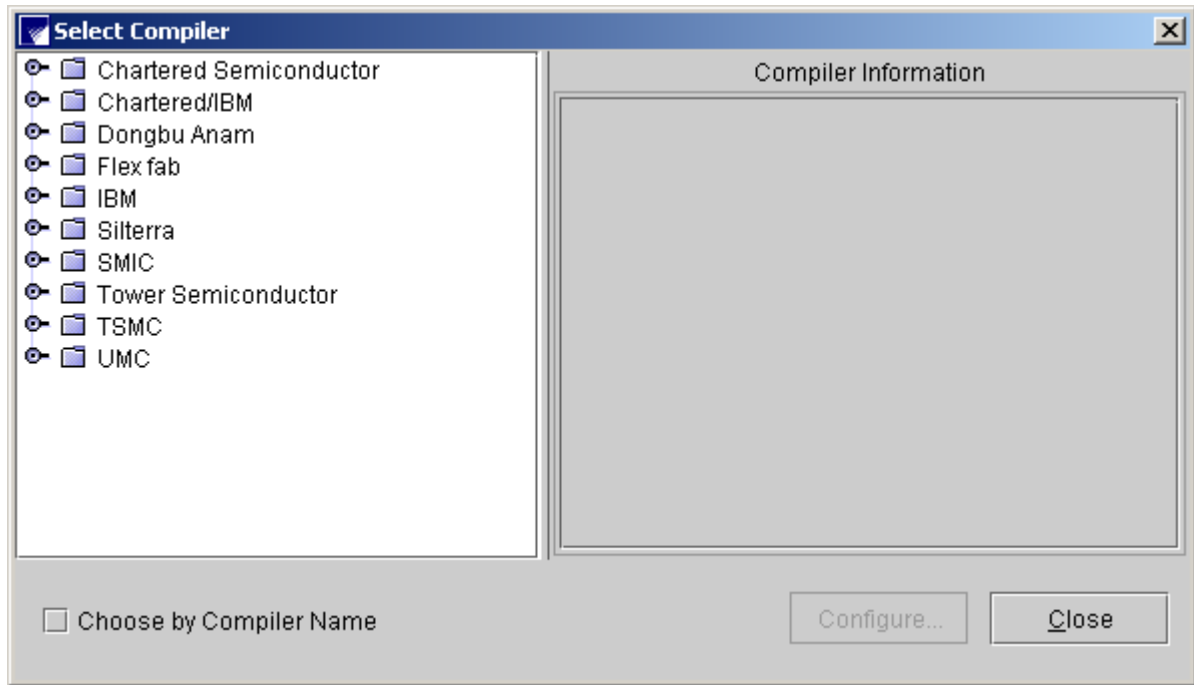 Select Compiler
Chartered Semiconductor
Chartered/IBM
Dongbu Anam
Flex fab
IBM
Silterra
SMIC
Tower Semiconductor
TSMC
UMC
Compiler Information
Choose by Compiler Name
Configure...
Close